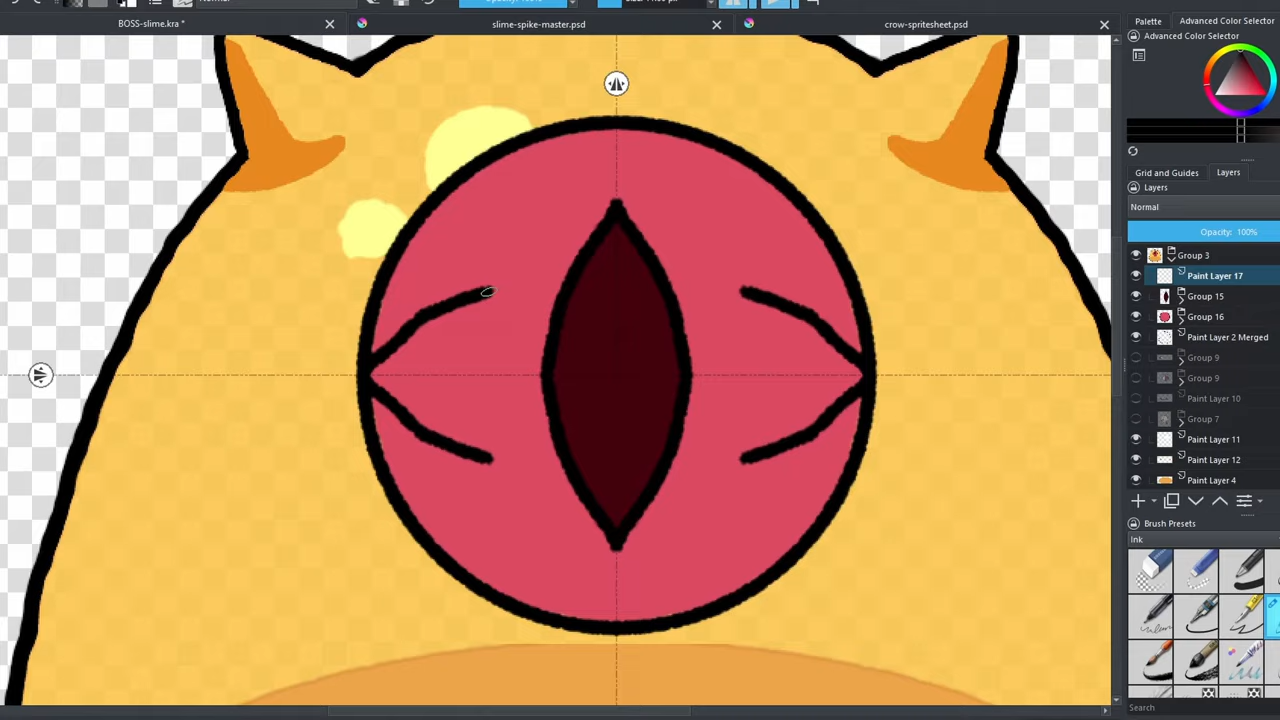 BOSS-slime.kra *
slime-spike-master.psd
crow-spritesheet.psd
Palette
Advanced Color Selector
Advanced Color Selector
Grid and Guides
Layers
Layers
Normal
Opacity: 100%
Group 3
Paint Layer 17
Group 15
Group 16
Paint Layer 2 Merged
Group 9
Group 9
Paint Layer 10
Group 7
Paint Layer 11
Paint Layer 12
Paint Layer 4
Brush Presets
Ink
Search